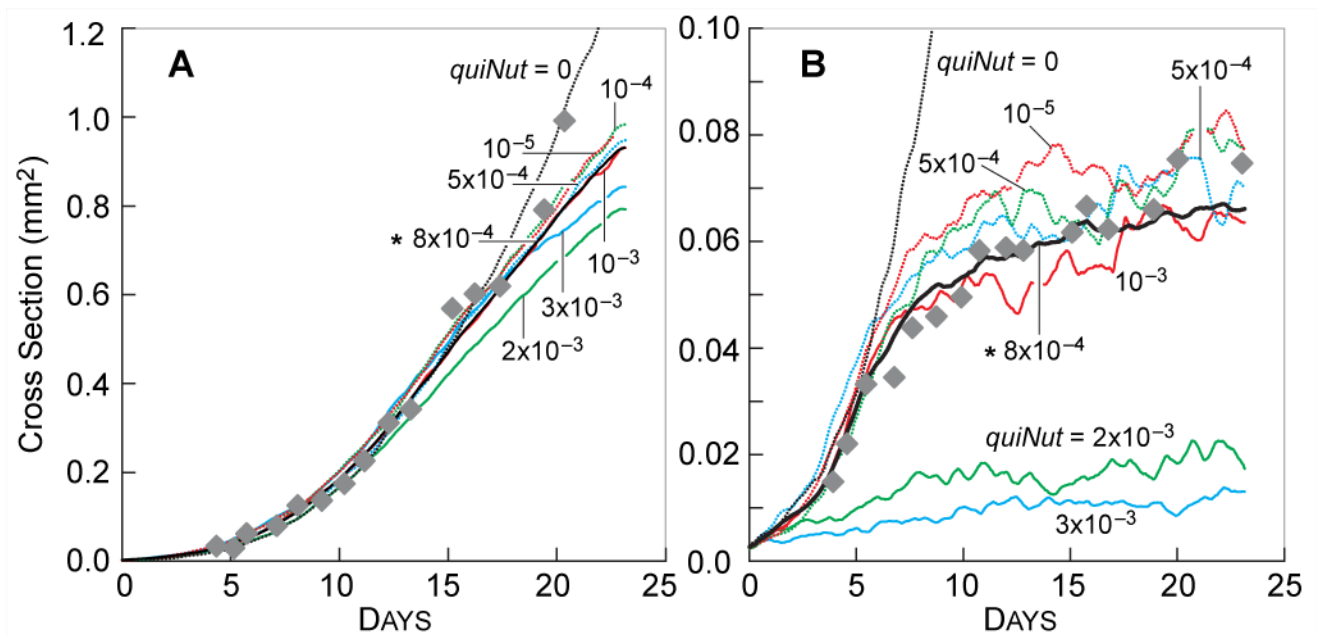 1.2
1.0
0.8
0.6
0.4
0.2
0.0
Cross Section (mm²)
A
quiNut = 0
10⁻⁴
10⁻⁵
5x10⁻⁴
* 8x10⁻⁴
10⁻³
3x10⁻³
2x10⁻³
0 5 10 15 20 25
DAYS
0.10
0.08
0.06
0.04
0.02
0.00
B
quiNut = 0
5x10⁻⁴
10⁻⁵
5x10⁻⁴
10⁻³
* 8x10⁻⁴
quiNut = 2x10⁻³
3x10⁻³
0 5 10 15 20 25
DAYS